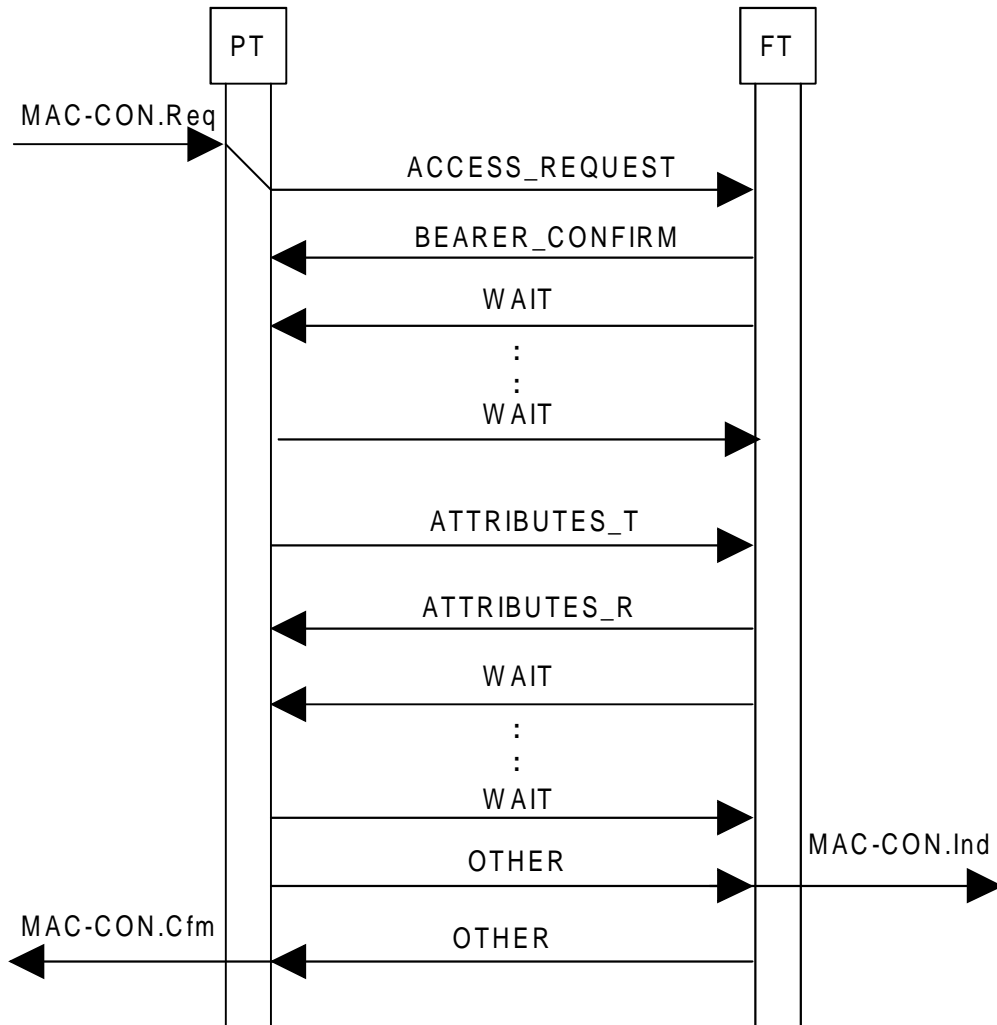 PT
FT
MAC-CON.Req
ACCESS_REQUEST
BEARER_CONFIRM
WAIT
:
:
WAIT
ATTRIBUTES_T
ATTRIBUTES_R
WAIT
:
:
WAIT
MAC-CON.Ind
OTHER
MAC-CON.Cfm
OTHER